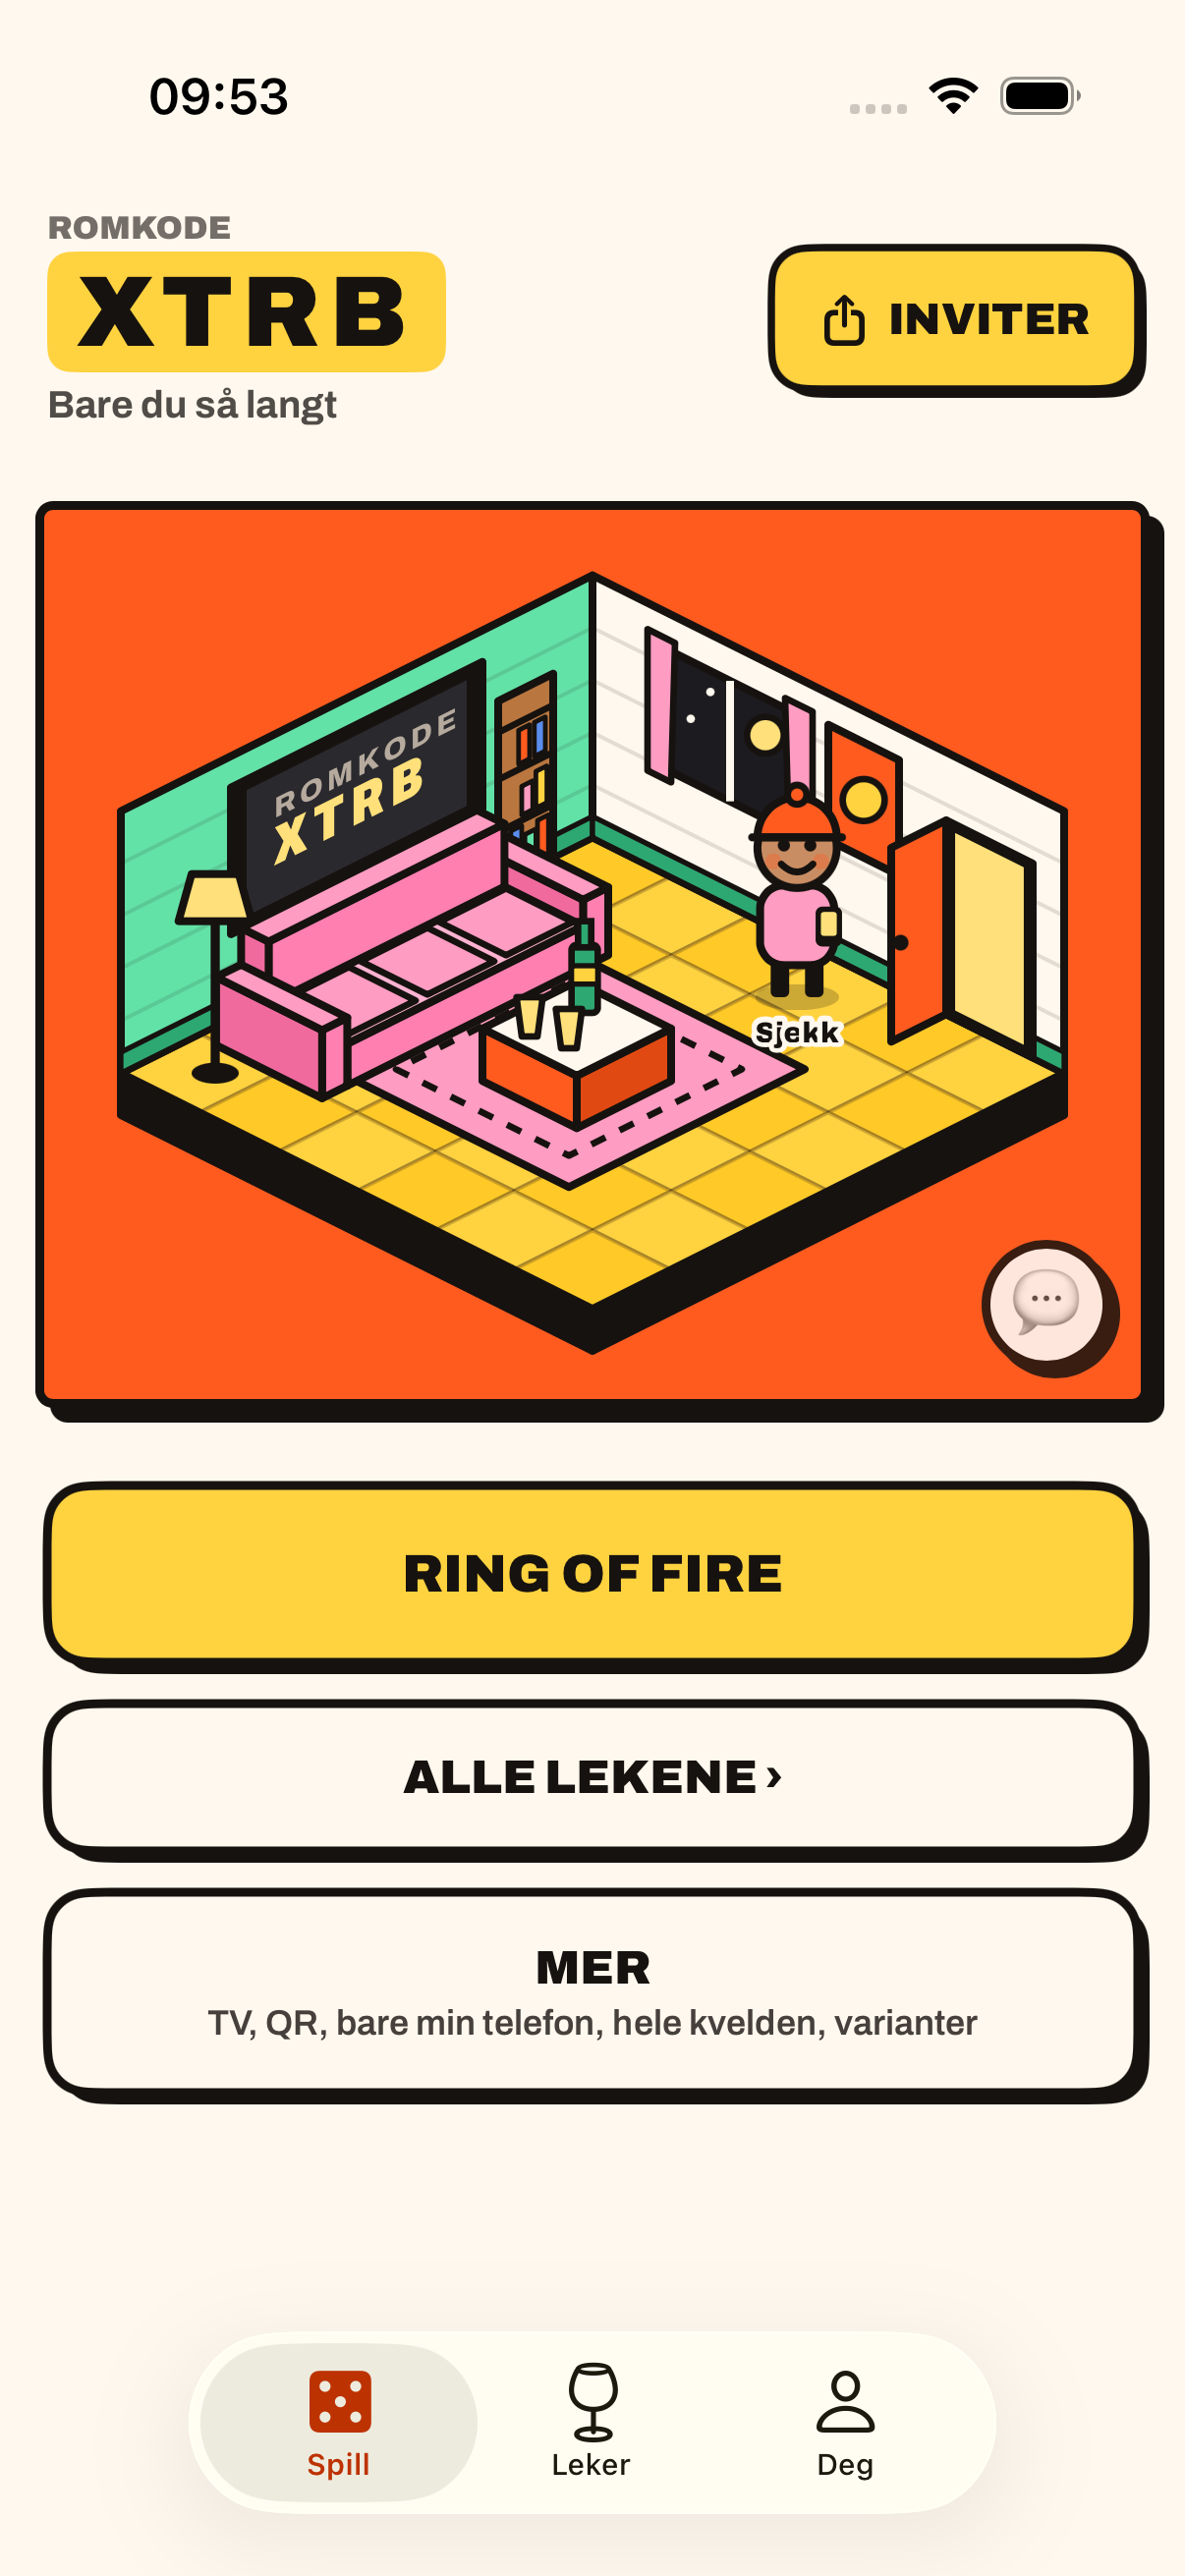 09:53
ROMKODE
XTRB
Bare du så langt
INVITER
ROMKODE
XTRB
Sjekk
RING OF FIRE
ALLE LEKENE ›
MER
TV, QR, bare min telefon, hele kvelden, varianter
Spill
Leker
Deg